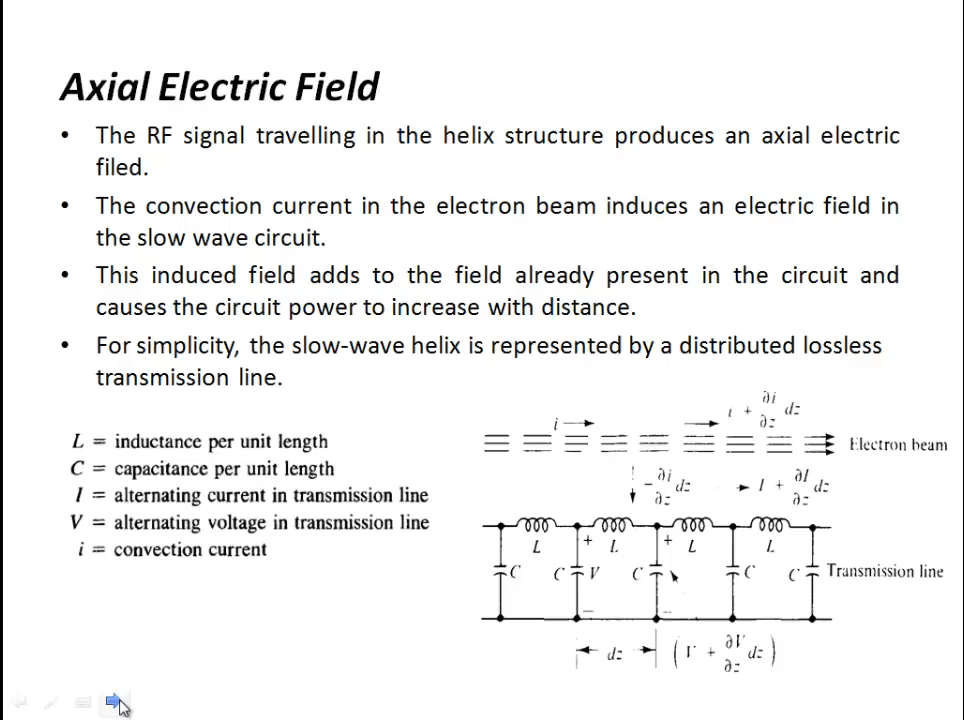 Axial Electric Field
• The RF signal travelling in the helix structure produces an axial electric
filed.
• The convection current in the electron beam induces an electric field in
the slow wave circuit.
• This induced field adds to the field already present in the circuit and
causes the circuit power to increase with distance.
• For simplicity, the slow-wave helix is represented by a distributed lossless
transmission line.
L = inductance per unit length
C = capacitance per unit length
I = alternating current in transmission line
V = alternating voltage in transmission line
i = convection current
i
i + ∂i/∂z dz
Electron beam
− ∂i/∂z dz
I + ∂I/∂z dz
L L L L
+ +
C C V C C C
Transmission line
− −
dz (V + ∂V/∂z dz)